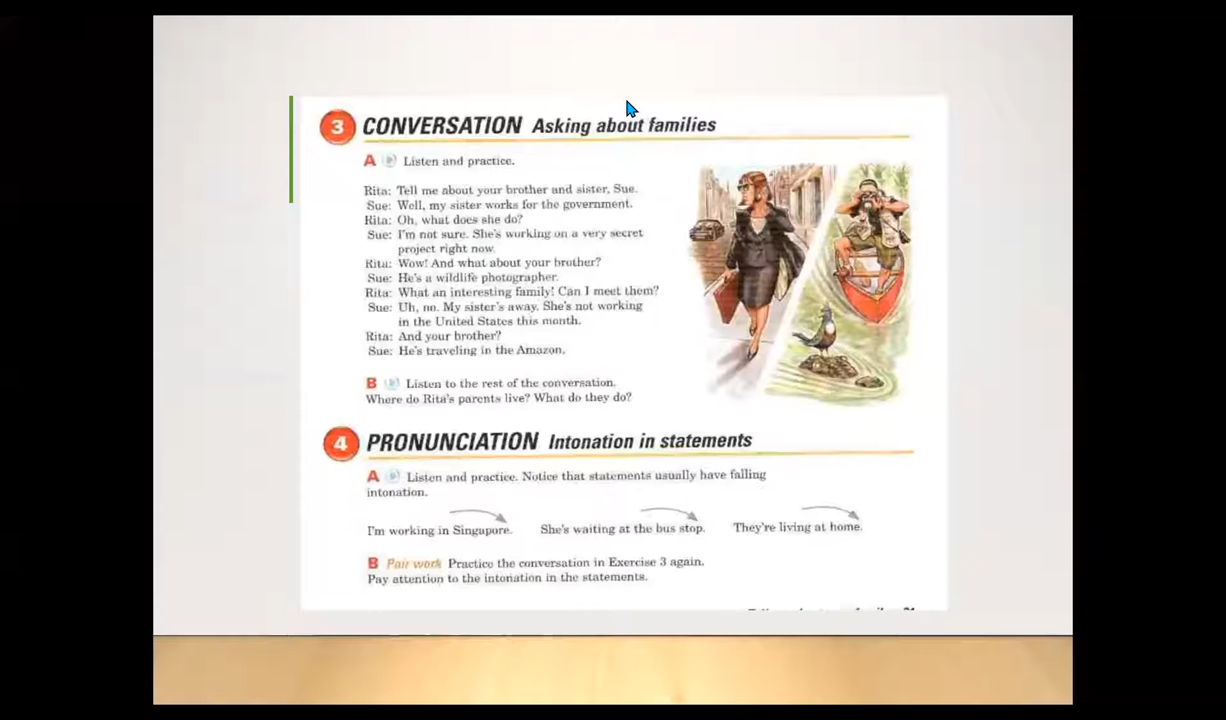 3 CONVERSATION Asking about families
A Listen and practice.
Rita: Tell me about your brother and sister, Sue.
Sue: Well, my sister works for the government.
Rita: Oh, what does she do?
Sue: I'm not sure. She's working on a very secret
project right now.
Rita: Wow! And what about your brother?
Sue: He's a wildlife photographer.
Rita: What an interesting family! Can I meet them?
Sue: Uh, no. My sister's away. She's not working
in the United States this month.
Rita: And your brother?
Sue: He's traveling in the Amazon.
B Listen to the rest of the conversation.
Where do Rita's parents live? What do they do?
4 PRONUNCIATION Intonation in statements
A Listen and practice. Notice that statements usually have falling
intonation.
I'm working in Singapore. She's waiting at the bus stop. They're living at home.
B Pair work Practice the conversation in Exercise 3 again.
Pay attention to the intonation in the statements.